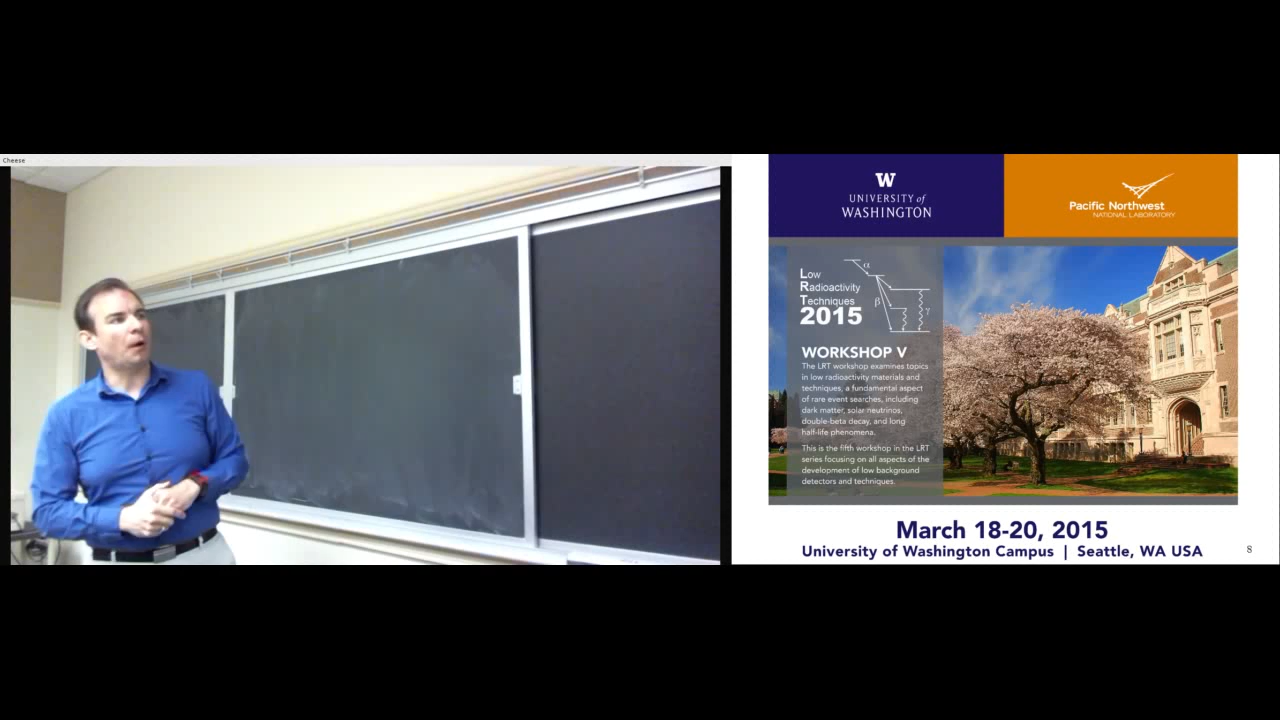 Cheese
W
UNIVERSITY of
WASHINGTON
Pacific Northwest
NATIONAL LABORATORY
Low
Radioactivity
Techniques
2015
α
β
γ
WORKSHOP V
The LRT workshop examines topics
in low radioactivity materials and
techniques, a fundamental aspect
of rare event searches, including
dark matter, solar neutrinos,
double-beta decay, and long
half-life phenomena.
This is the fifth workshop in the LRT
series focusing on all aspects of the
development of low background
detectors and techniques.
March 18-20, 2015
University of Washington Campus | Seattle, WA USA
8